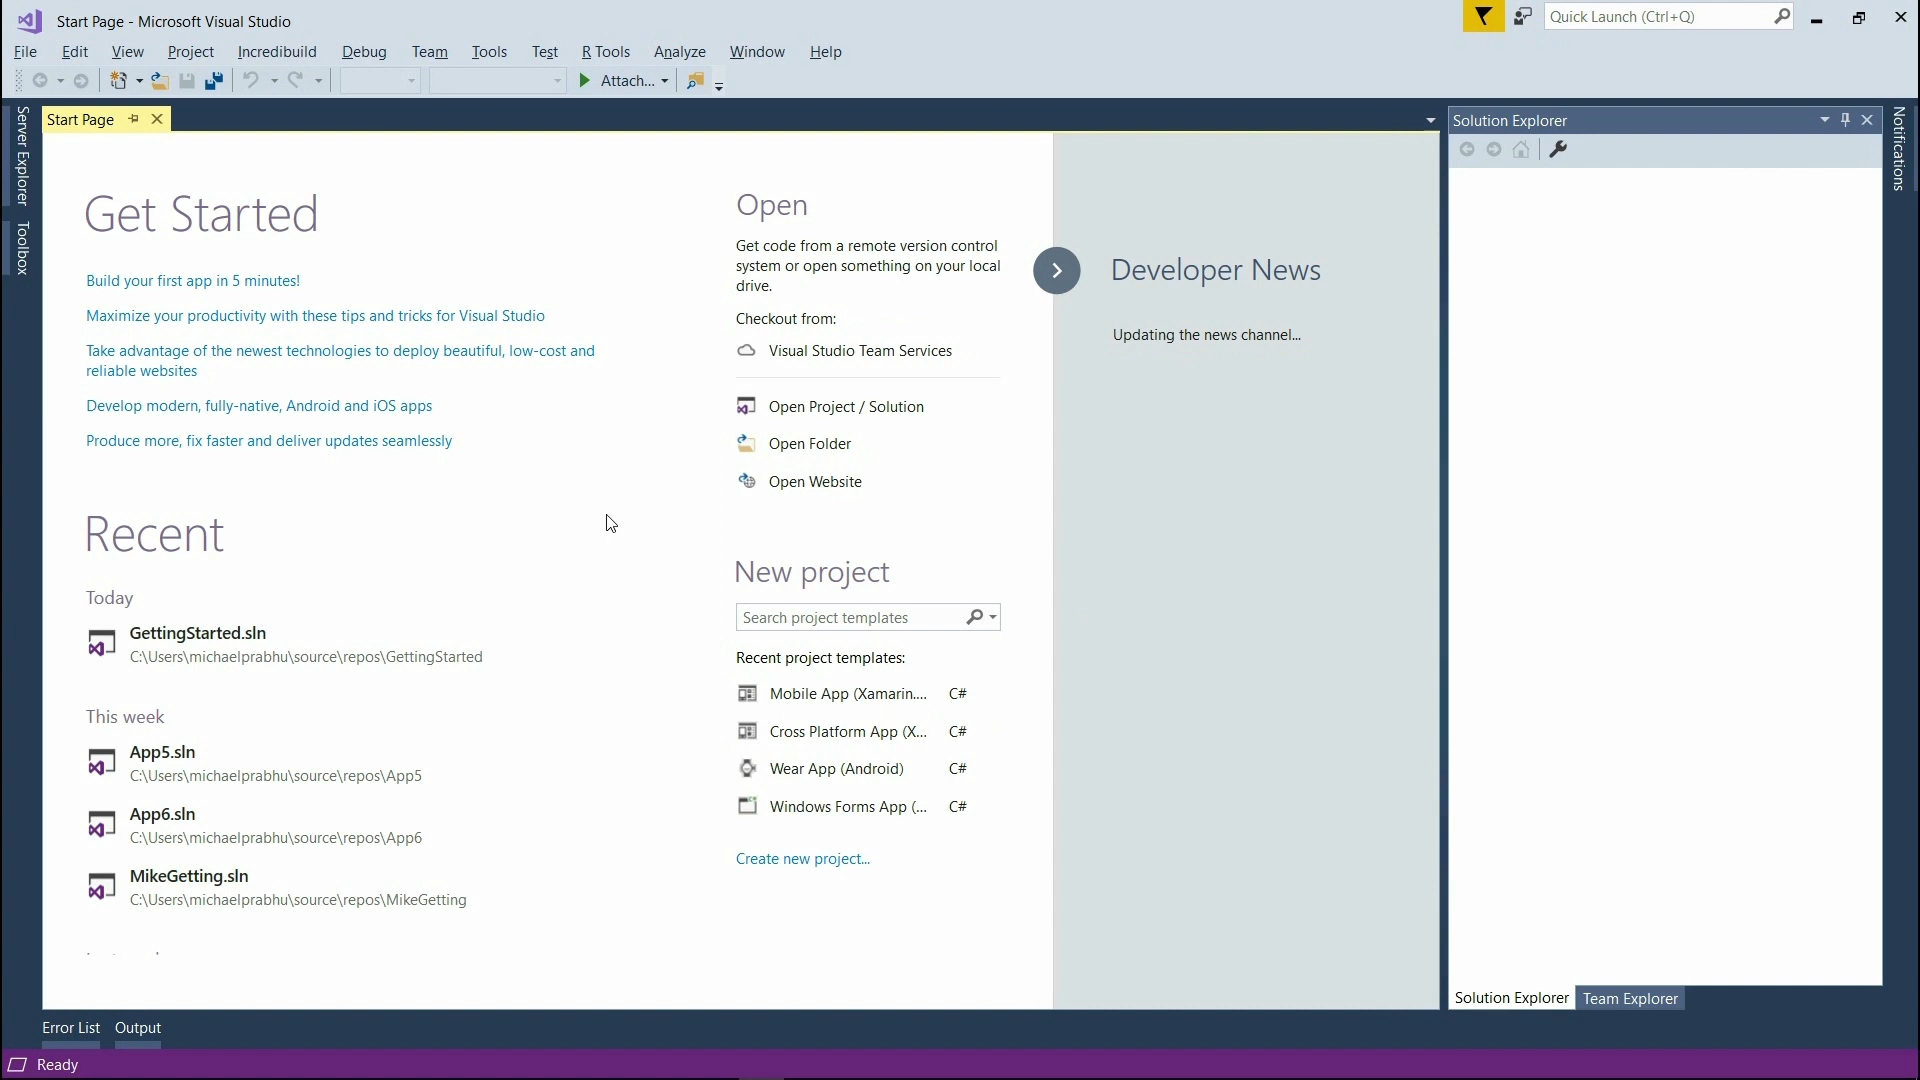 Start Page - Microsoft Visual Studio
Quick Launch (Ctrl+Q)
File Edit View Project Incredibuild Debug Team Tools Test R Tools Analyze Window Help
Attach...
Server Explorer
Toolbox
Start Page
Get Started
Build your first app in 5 minutes!
Maximize your productivity with these tips and tricks for Visual Studio
Take advantage of the newest technologies to deploy beautiful, low-cost and
reliable websites
Develop modern, fully-native, Android and iOS apps
Produce more, fix faster and deliver updates seamlessly
Recent
Today
GettingStarted.sln
C:\Users\michaelprabhu\source\repos\GettingStarted
This week
App5.sln
C:\Users\michaelprabhu\source\repos\App5
App6.sln
C:\Users\michaelprabhu\source\repos\App6
MikeGetting.sln
C:\Users\michaelprabhu\source\repos\MikeGetting
Open
Get code from a remote version control
system or open something on your local
drive.
Checkout from:
Visual Studio Team Services
Open Project / Solution
Open Folder
Open Website
New project
Search project templates
Recent project templates:
Mobile App (Xamarin.... C#
Cross Platform App (X... C#
Wear App (Android) C#
Windows Forms App (... C#
Create new project...
Developer News
Updating the news channel...
Solution Explorer
Notifications
Solution Explorer Team Explorer
Error List Output
Ready